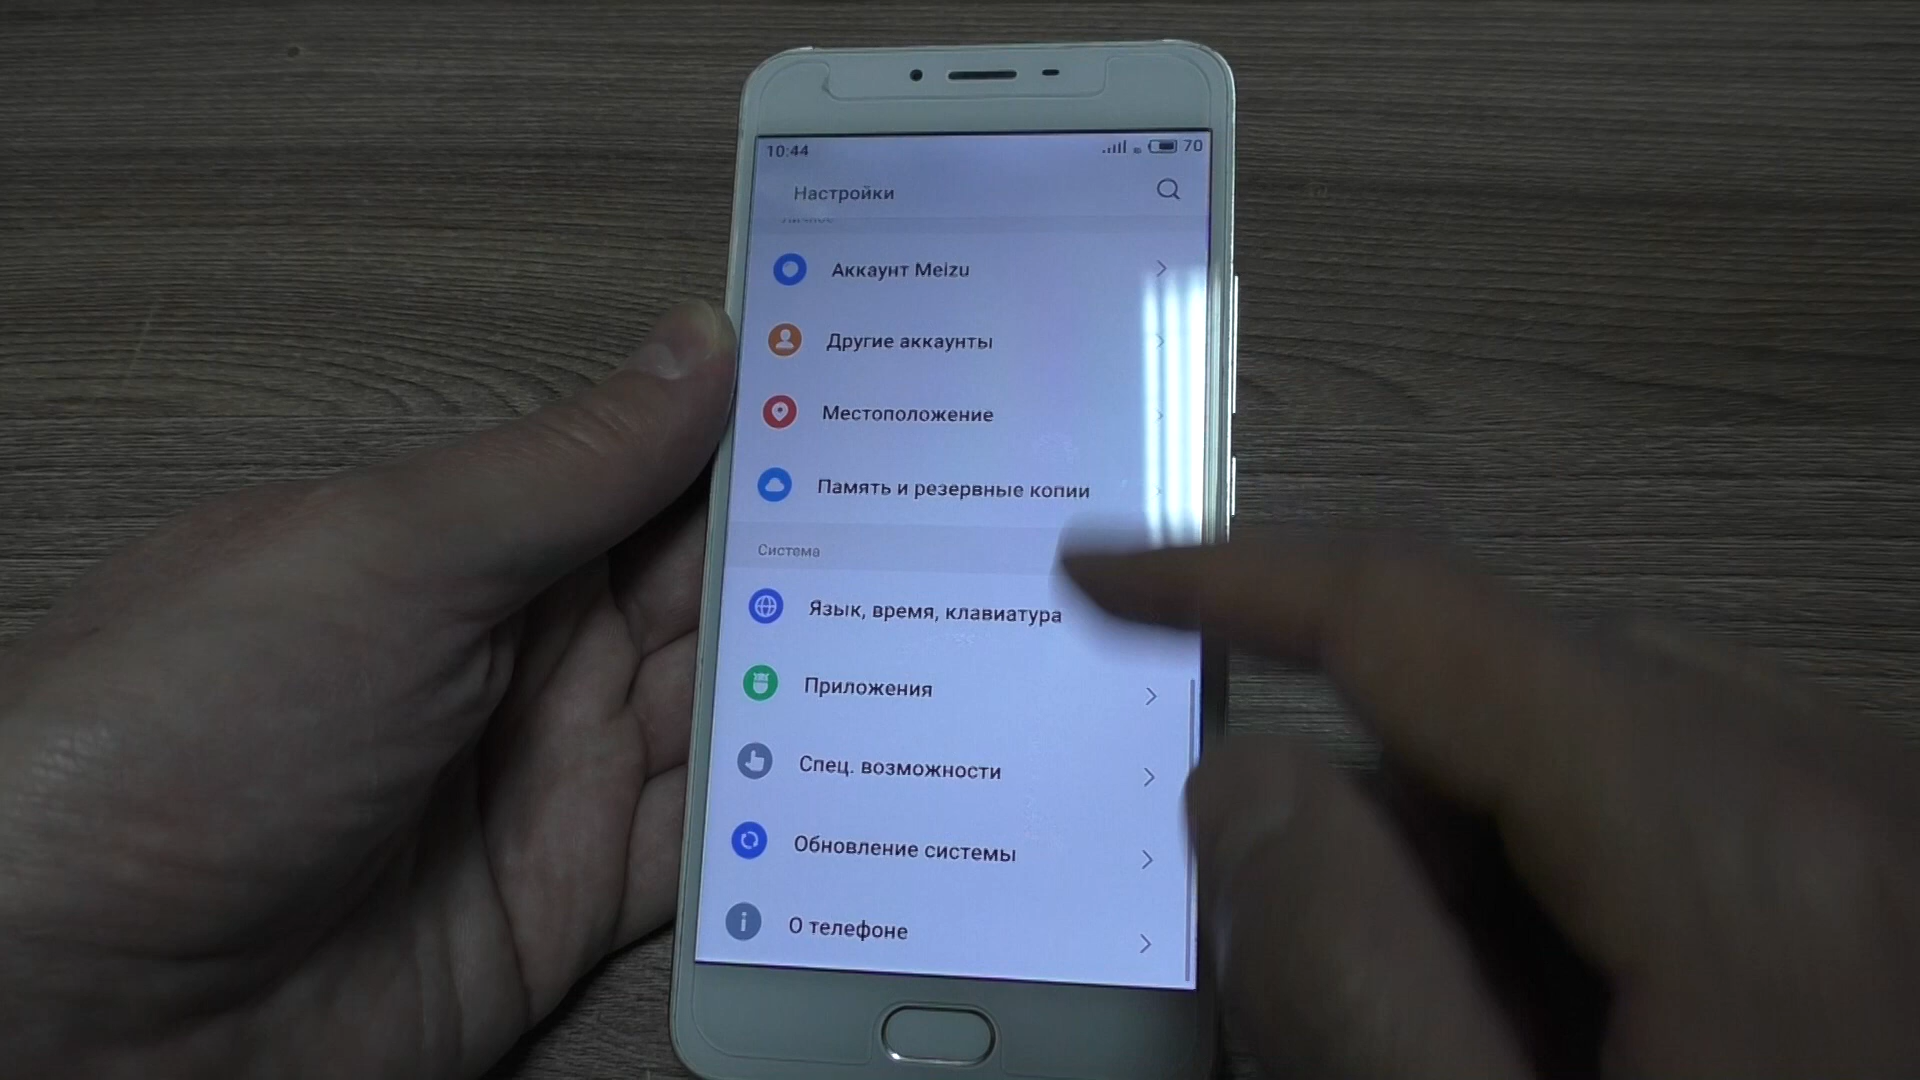 10:44
70
Настройки
Личное
Аккаунт Meizu
Другие аккаунты
Местоположение
Память и резервные копии
Система
Язык, время, клавиатура
Приложения
Спец. возможности
Обновление системы
О телефоне